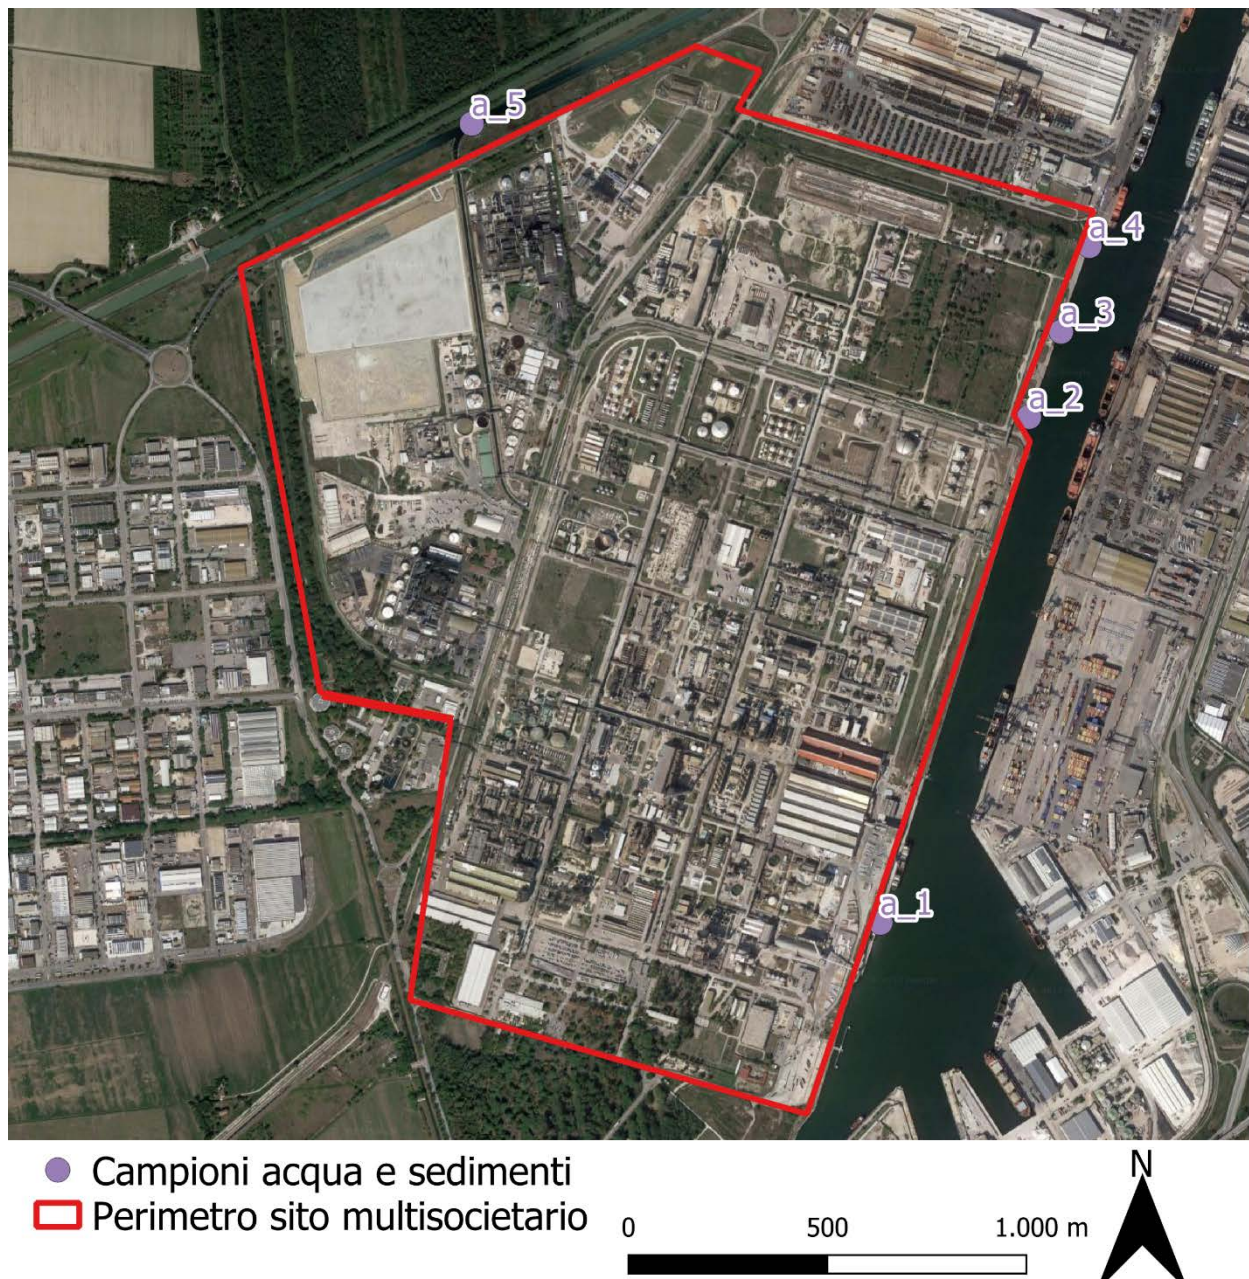 a_5
a_4
a_3
a_2
a_1
Campioni acqua e sedimenti
Perimetro sito multisocietario
0 500 1.000 m
N